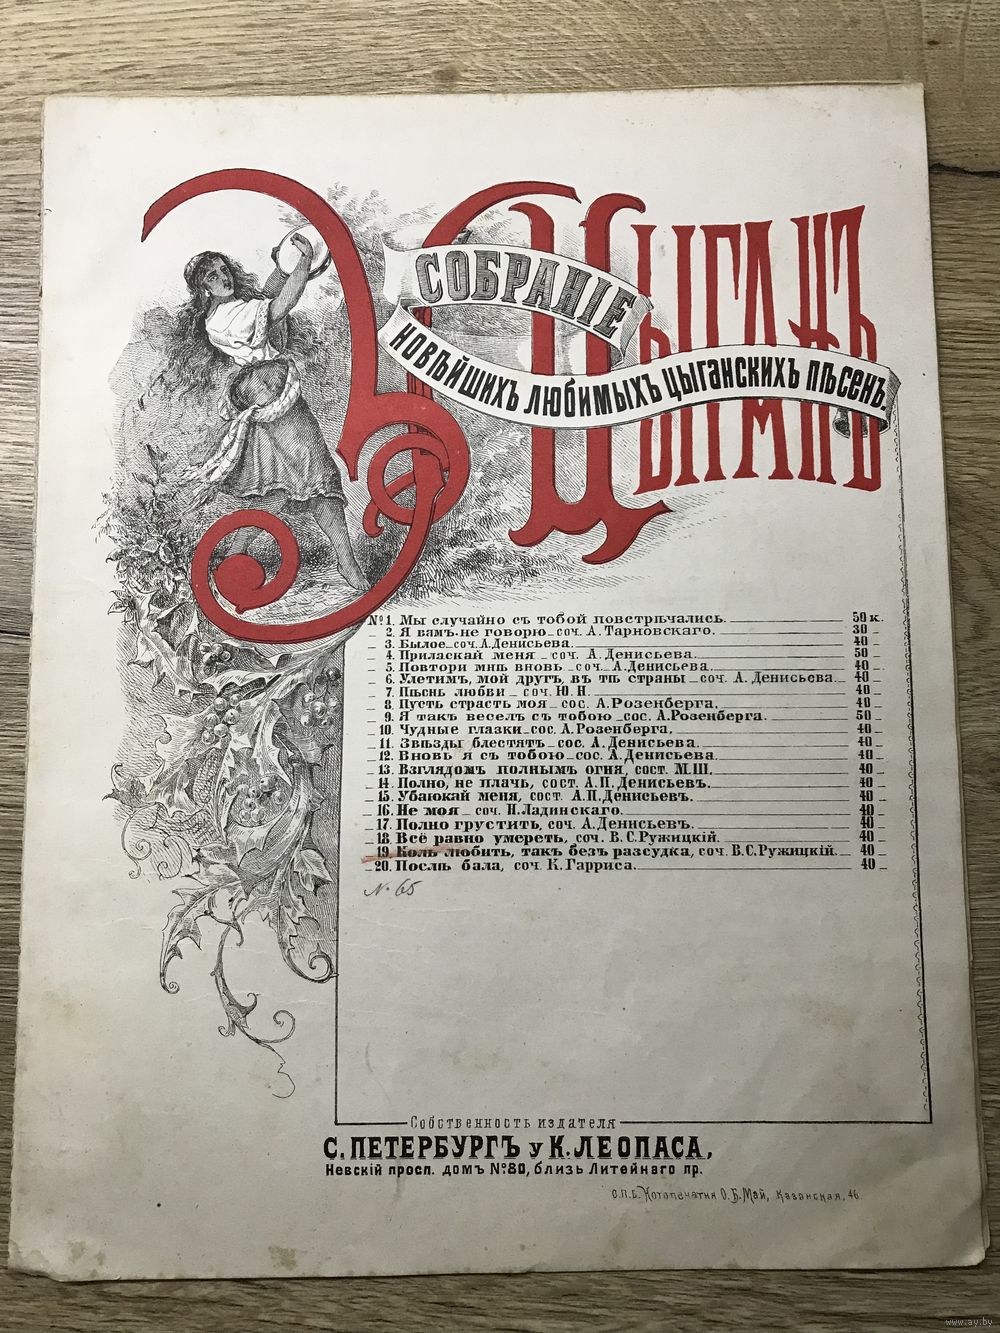 У ЦЫГАНЪ
СОБРАНІЕ
НОВѢЙШИХЪ ЛЮБИМЫХЪ ЦЫГАНСКИХЪ ПѢСЕНЪ.
№ 1. Мы случайно съ тобой повстрѣчались. 50 к.
2. Я вамъ не говорю соч. А. Тарновскаго. 30
3. Былое соч. А. Денисьева. 40
4. Приласкай меня соч. А. Денисьева. 50
5. Повтори мнѣ вновь соч. А. Денисьева. 40
6. Улетимъ, мой другъ, въ тѣ страны соч. А. Денисьева. 40
7. Пѣснь любви соч. Ю. Н. 40
8. Пусть страсть моя сос. А. Розенберга. 40
9. Я такъ веселъ съ тобою сос. А. Розенберга. 50
10. Чудные глазки сос. А. Розенберга. 40
11. Звѣзды блестятъ сос. А. Денисьева. 40
12. Вновь я съ тобою сос. А. Денисьева. 40
13. Взглядомъ полнымъ огня, сост. М. Ш. 40
14. Полно, не плачь, сост. А. П. Денисьевъ. 40
15. Убаюкай меня, сост. А. П. Денисьевъ. 40
16. Не моя соч. Н. Ладинскаго. 40
17. Полно грустить, соч. А. Денисьевъ. 40
18. Всё равно умереть, соч. В. С. Ружицкій. 40
19. Коль любить, такъ безъ разсудка, соч. В. С. Ружицкій. 40
20. Послѣ бала, соч. К. Гарриса. 40
N. 65
Собственность издателя
С. ПЕТЕРБУРГЪ у К. ЛЕОПАСА,
Невскій просп. домъ № 80, близь Литейнаго пр.
С.П.Б. Нотопечатня О. Б. Май, Казанская, 46.
www.ay.by